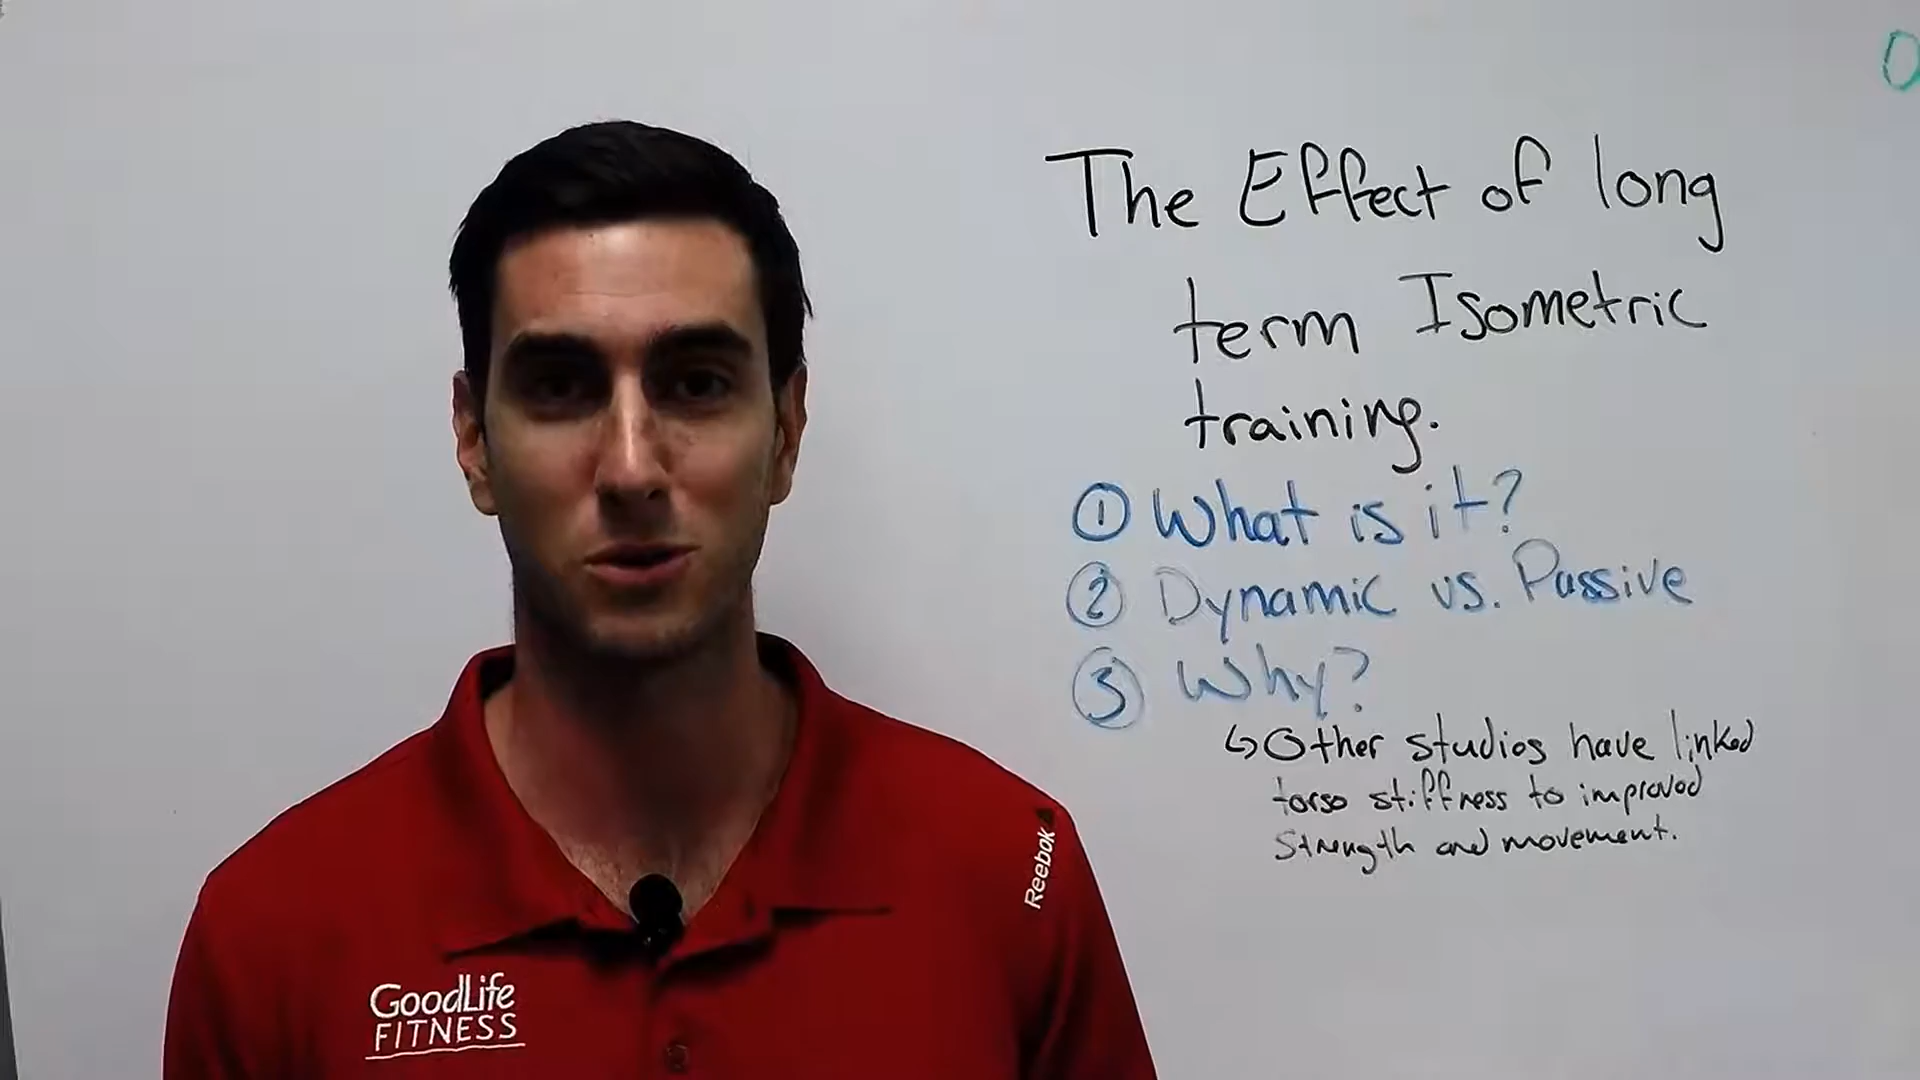 The Effect of long
term Isometric
training.
① What is it?
② Dynamic vs. Passive
③ Why?
↳ Other studios have linked
torso stiffness to improved
strength and movement.
Reebok
GoodLife
FITNESS